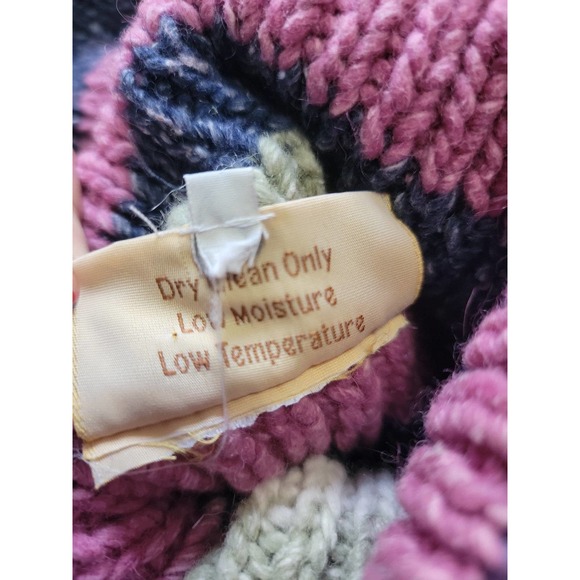 Dry Clean Only
Low Moisture
Low Temperature